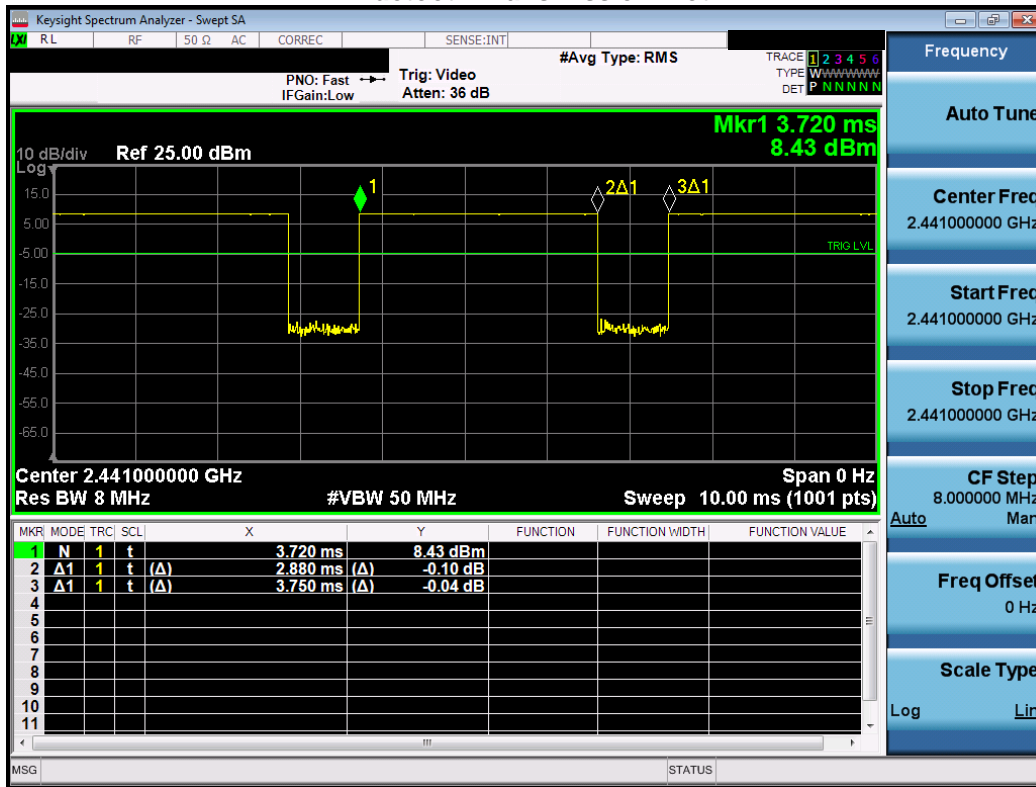 Keysight Spectrum Analyzer - Swept SA
LXI RL RF 50 Ω AC CORREC SENSE:INT
#Avg Type: RMS
TRACE 1 2 3 4 5 6
PNO: Fast Trig: Video TYPE WWWWWW
IFGain:Low Atten: 36 dB DET P N N N N N
Mkr1 3.720 ms
10 dB/div Ref 25.00 dBm 8.43 dBm
Log
1 2Δ1 3Δ1
15.0
5.00
TRIG LVL
-5.00
-15.0
-25.0
-35.0
-45.0
-55.0
-65.0
Center 2.441000000 GHz Span 0 Hz
Res BW 8 MHz #VBW 50 MHz Sweep 10.00 ms (1001 pts)
MKR MODE TRC SCL X Y FUNCTION FUNCTION WIDTH FUNCTION VALUE
1 N 1 t 3.720 ms 8.43 dBm
2 Δ1 1 t (Δ) 2.880 ms (Δ) -0.10 dB
3 Δ1 1 t (Δ) 3.750 ms (Δ) -0.04 dB
4
5
6
7
8
9
10
11
MSG STATUS
Frequency
Auto Tune
Center Freq
2.441000000 GHz
Start Freq
2.441000000 GHz
Stop Freq
2.441000000 GHz
CF Step
8.000000 MHz
Auto Man
Freq Offset
0 Hz
Scale Type
Log Lin